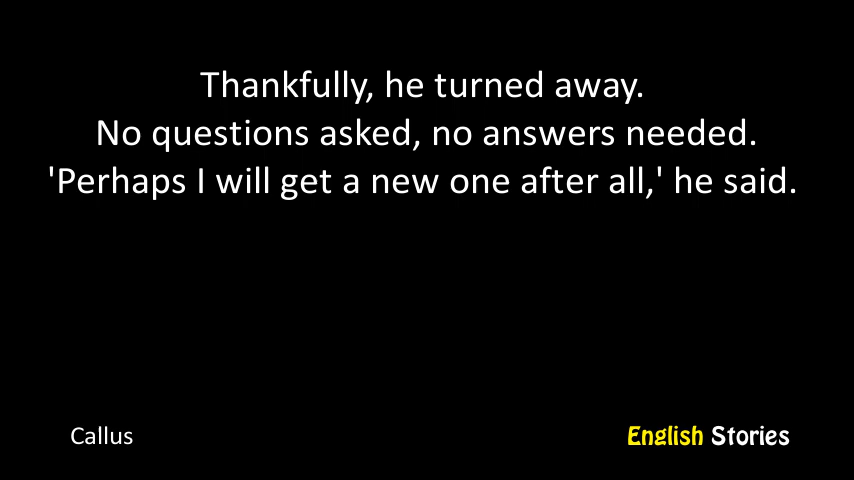 Thankfully, he turned away.
No questions asked, no answers needed.
'Perhaps I will get a new one after all,' he said.
Callus
English Stories